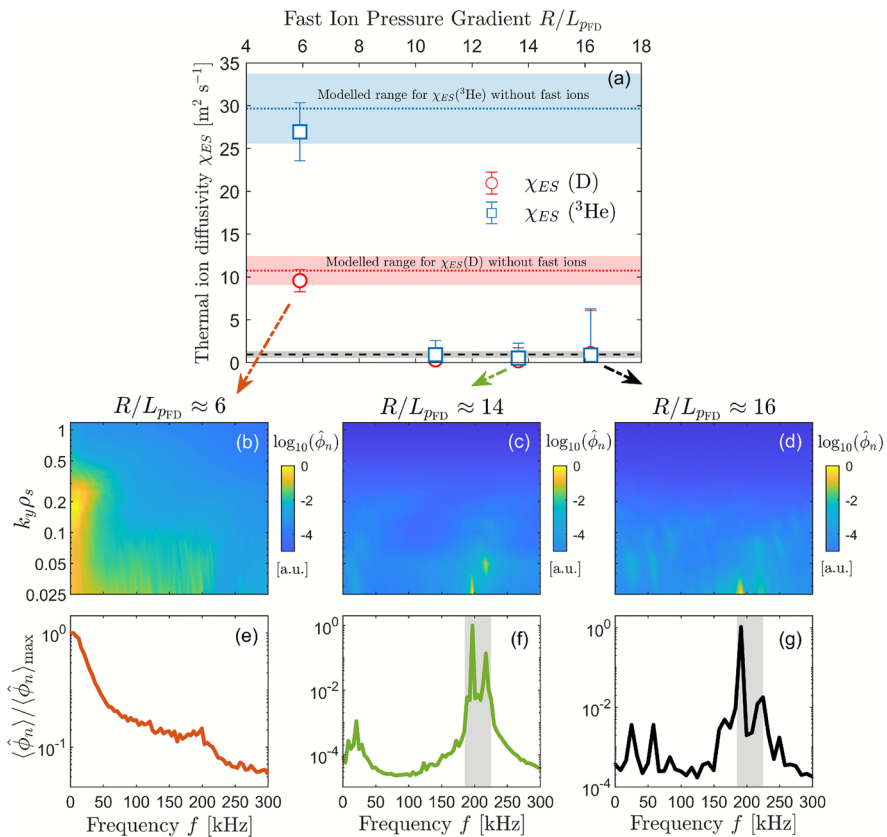 Fast Ion Pressure Gradient R/L_{p_{FD}}
4 6 8 10 12 14 16 18
Thermal ion diffusivity χ_{ES} [m² s⁻¹]
35
30
25
20
15
10
5
0
(a)
Modelled range for χ_{ES}(³He) without fast ions
χ_{ES} (D)
χ_{ES} (³He)
Modelled range for χ_{ES}(D) without fast ions
R/L_{p_{FD}} ≈ 6
R/L_{p_{FD}} ≈ 14
R/L_{p_{FD}} ≈ 16
k_yρ_s
1
0.5
0.2
0.1
0.05
0.025
(b)
log₁₀(φ̂_n)
0
-2
-4
[a.u.]
(c)
log₁₀(φ̂_n)
0
-2
-4
[a.u.]
(d)
log₁₀(φ̂_n)
0
-2
-4
[a.u.]
⟨φ̂_n⟩/⟨φ̂_n⟩_{max}
10⁰
10⁻¹
(e)
0 50 100 150 200 250 300
Frequency f [kHz]
10⁰
10⁻²
10⁻⁴
(f)
0 50 100 150 200 250 300
Frequency f [kHz]
10⁰
10⁻²
10⁻⁴
(g)
0 50 100 150 200 250 300
Frequency f [kHz]